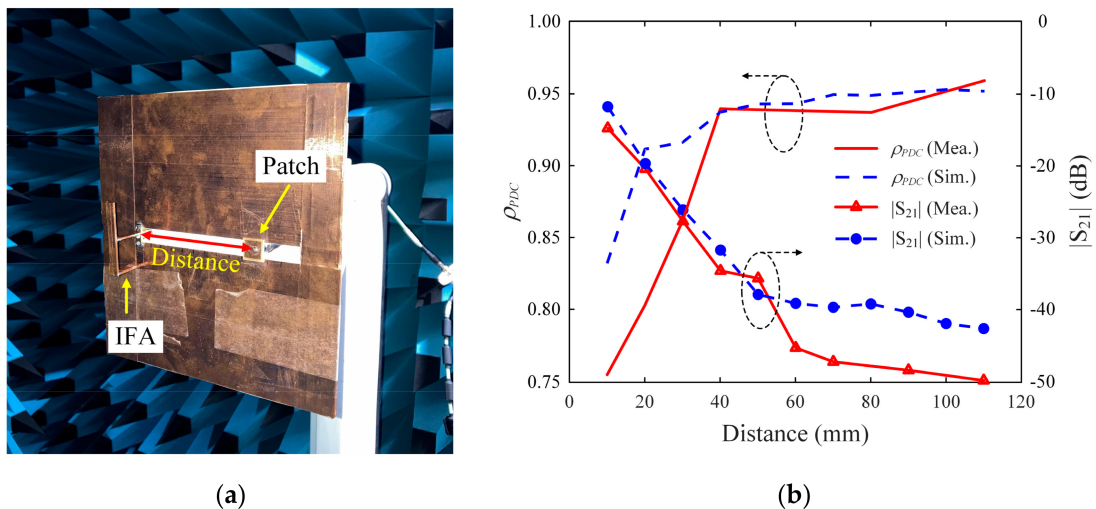 Patch
Distance
IFA
(a)
1.00
0.95
0.90
0.85
0.80
0.75
ρPDC
0
20
40
60
80
100
120
Distance (mm)
0
-10
-20
-30
-40
-50
|S21| (dB)
ρPDC (Mea.)
ρPDC (Sim.)
|S21| (Mea.)
|S21| (Sim.)
(b)